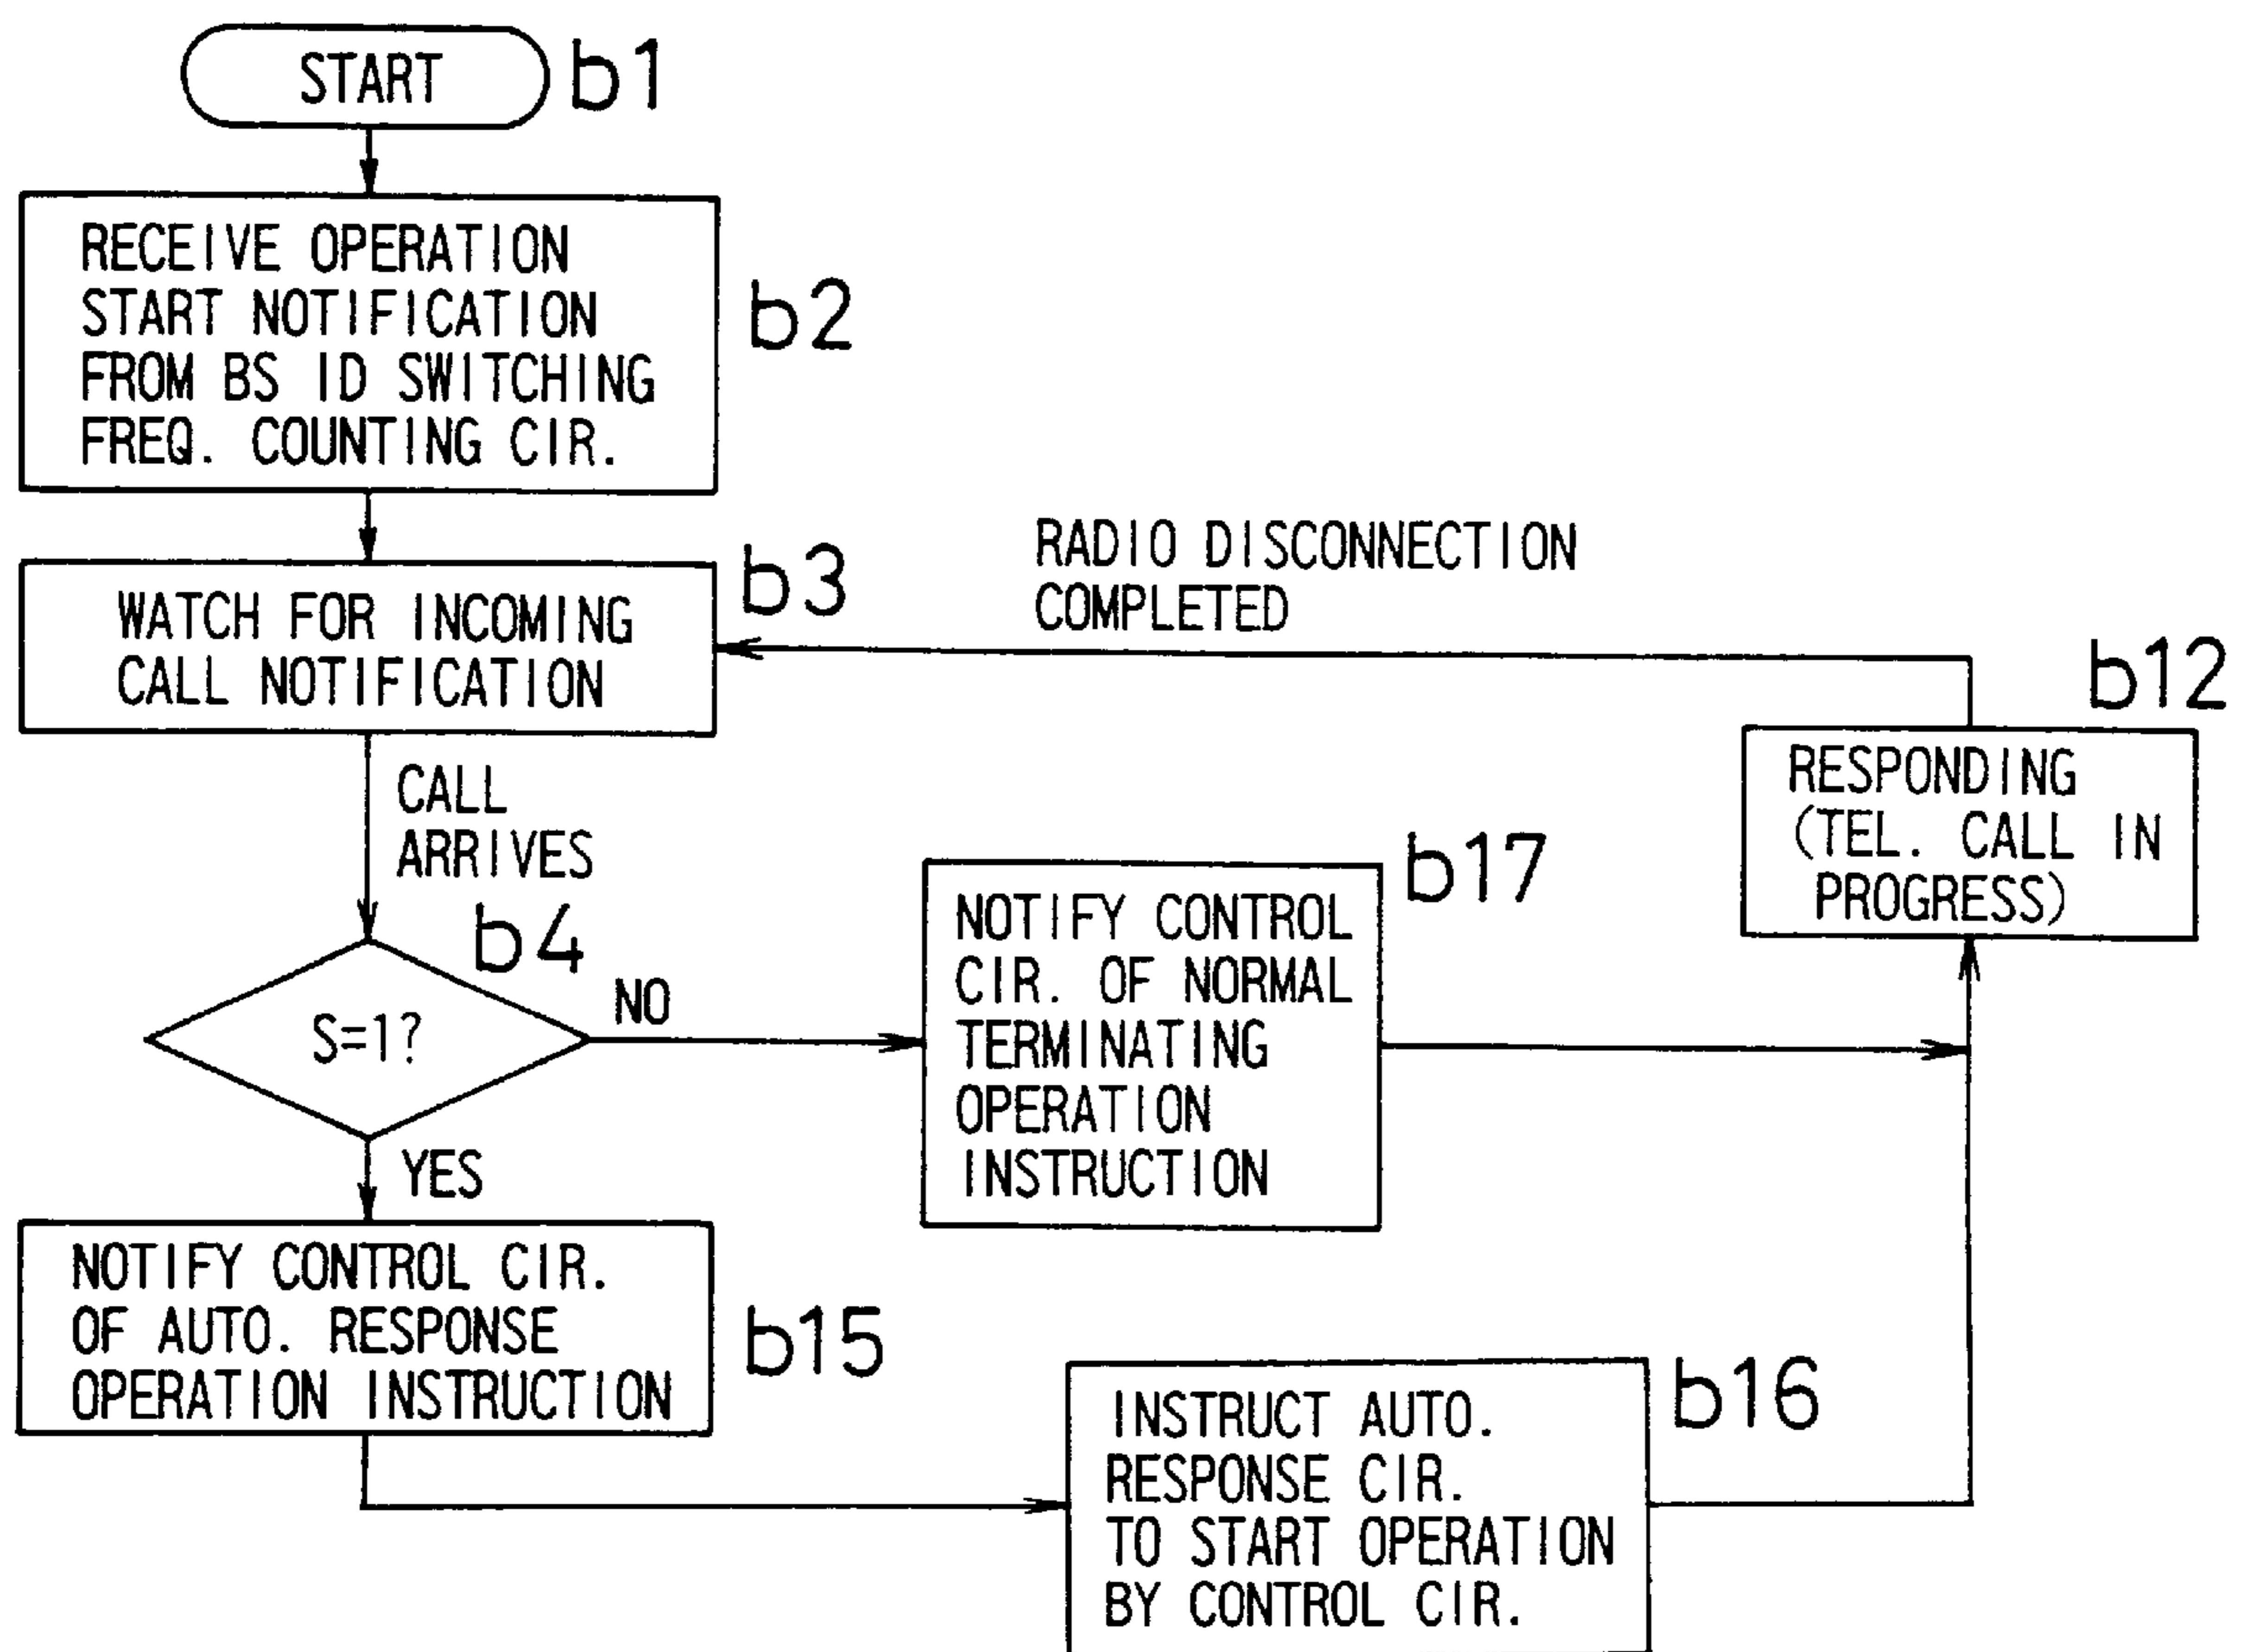 START
b1
RECEIVE OPERATION
START NOTIFICATION
FROM BS ID SWITCHING
FREQ. COUNTING CIR.
b2
RADIO DISCONNECTION
COMPLETED
WATCH FOR INCOMING
CALL NOTIFICATION
b3
b12
RESPONDING
(TEL. CALL IN
PROGRESS)
CALL
ARRIVES
b4
S=1?
NO
b17
NOTIFY CONTROL
CIR. OF NORMAL
TERMINATING
OPERATION
INSTRUCTION
YES
NOTIFY CONTROL CIR.
OF AUTO. RESPONSE
OPERATION INSTRUCTION
b15
INSTRUCT AUTO.
RESPONSE CIR.
TO START OPERATION
BY CONTROL CIR.
b16